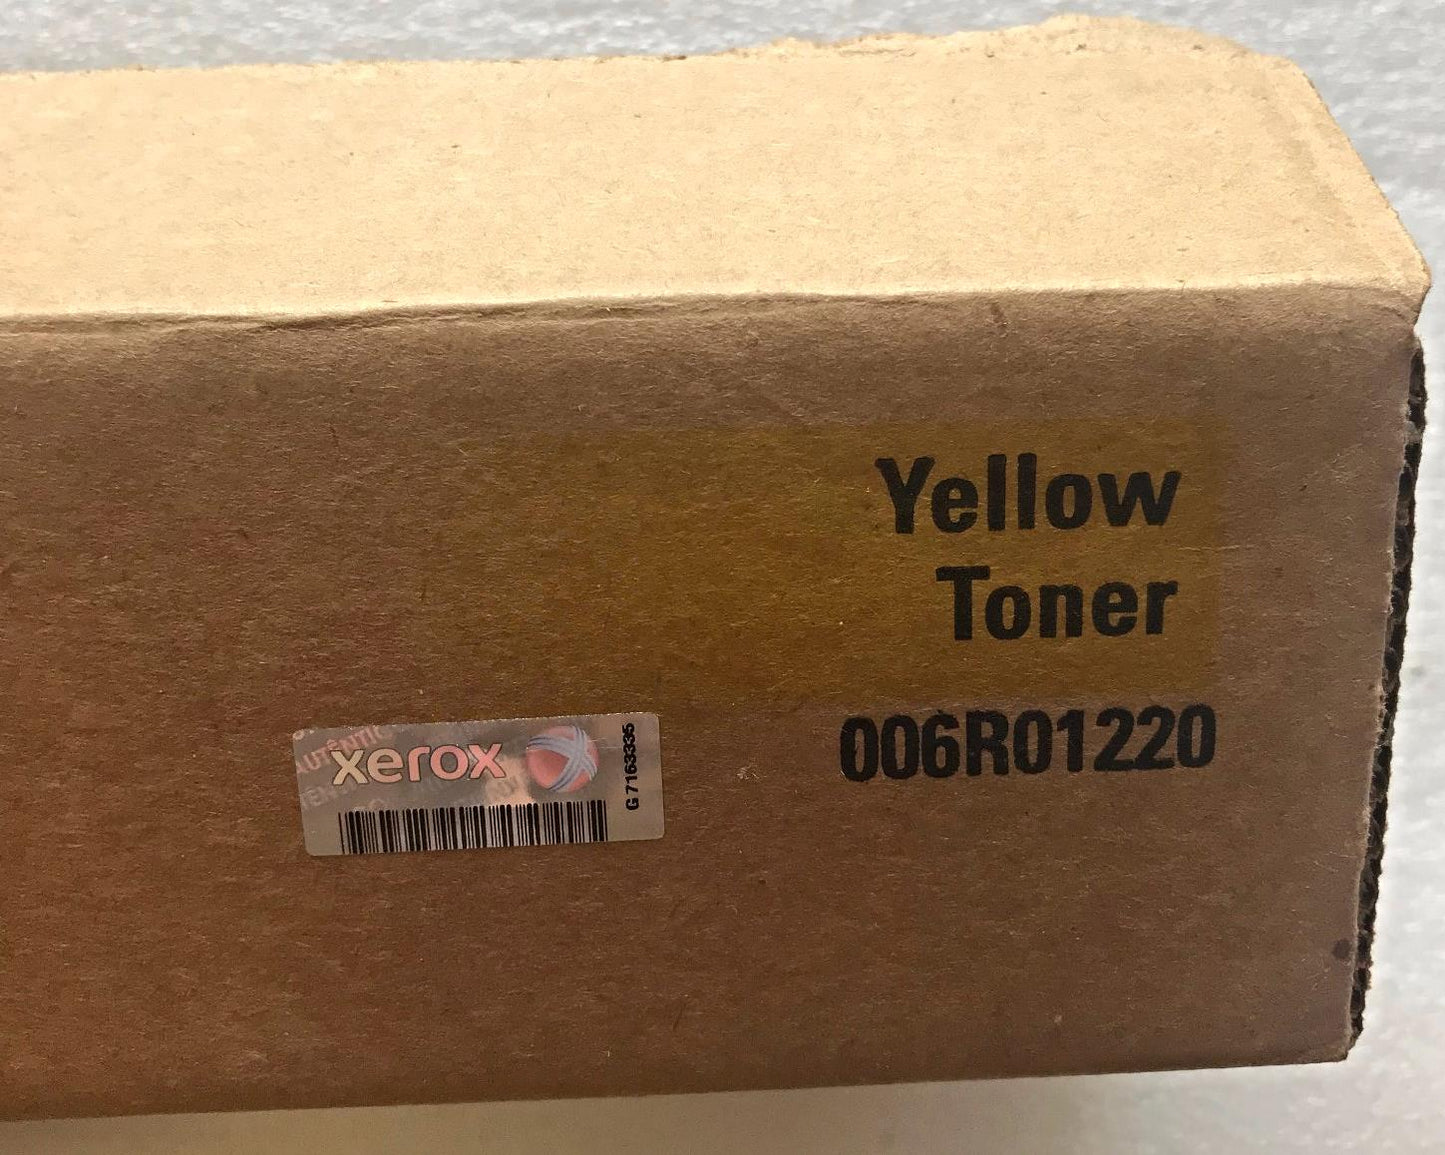 Yellow
Toner
006R01220
xerox
G 7163335